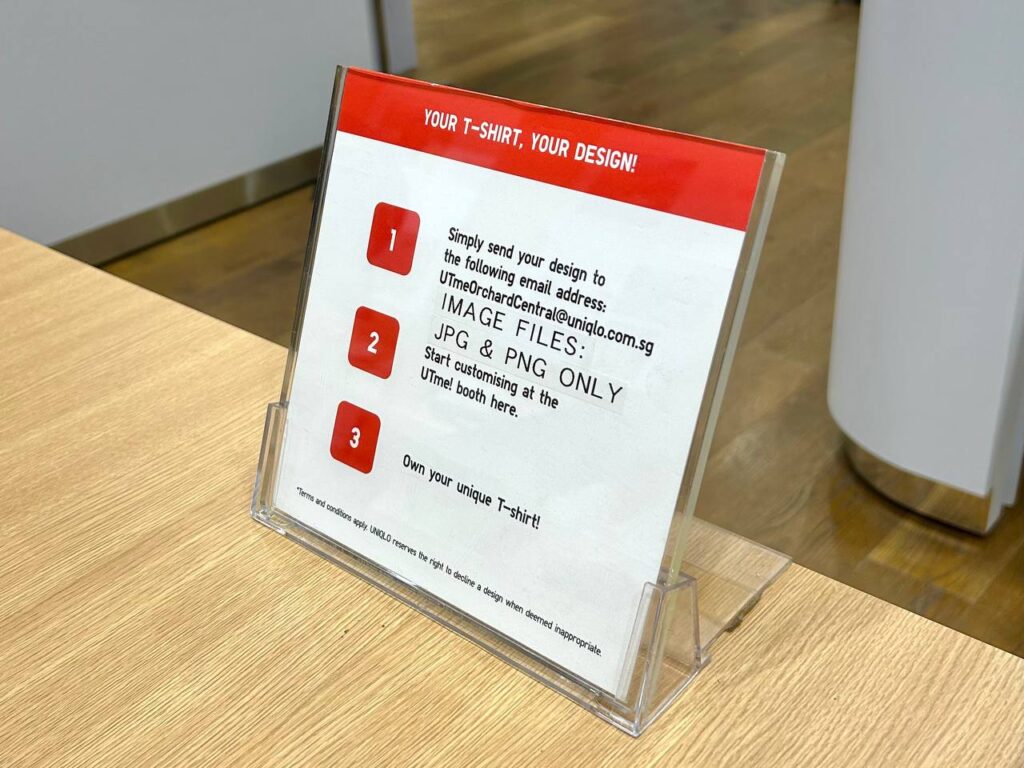 YOUR T-SHIRT, YOUR DESIGN!
1
Simply send your design to
the following email address:
UTmeOrchardCentral@uniqlo.com.sg
IMAGE FILES:
JPG & PNG ONLY
2
Start customising at the
UTme! booth here.
3
Own your unique T-shirt!
*Terms and conditions apply. UNIQLO reserves the right to decline a design when deemed inappropriate.